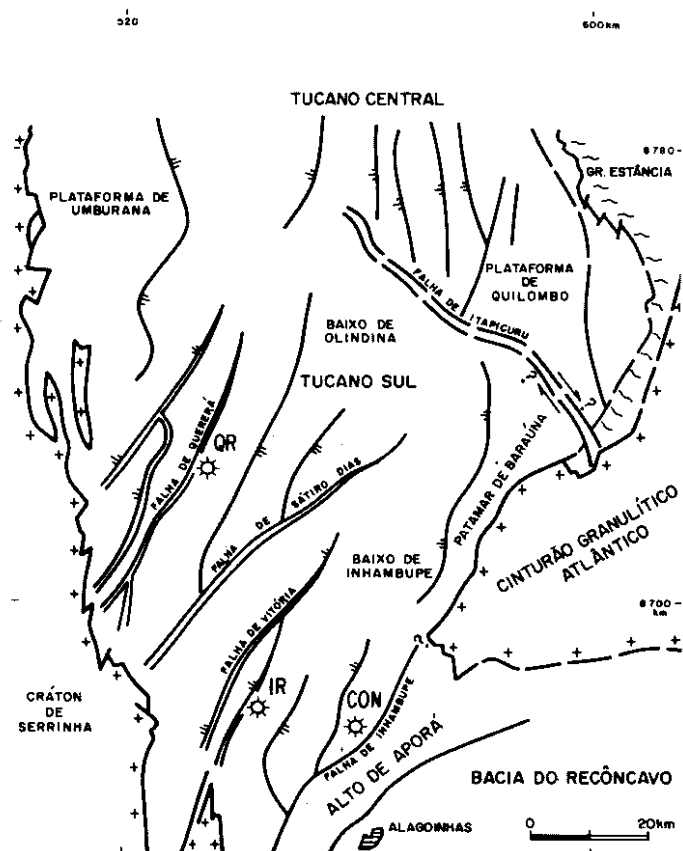 520
600km
TUCANO CENTRAL
8780
GR. ESTÂNCIA
PLATAFORMA DE
UMBURANA
PLATAFORMA
DE
QUILOMBO
FALHA DE ITAPICURU
BAIXO DE
OLINDINA
TUCANO SUL
?
?
FALHA DE QUERERÁ
QR
FALHA DE SÁTIRO DIAS
PATAMAR DE BARAÚNA
CINTURÃO GRANULÍTICO
ATLÂNTICO
BAIXO DE
INHAMBUPE
8700
km
FALHA DE VITÓRIA
?
IR
CON
CRÁTON
DE
SERRINHA
FALHA DE INHAMBUPE
ALTO DE APORÁ
BACIA DO RECÔNCAVO
ALAGOINHAS
0
20km